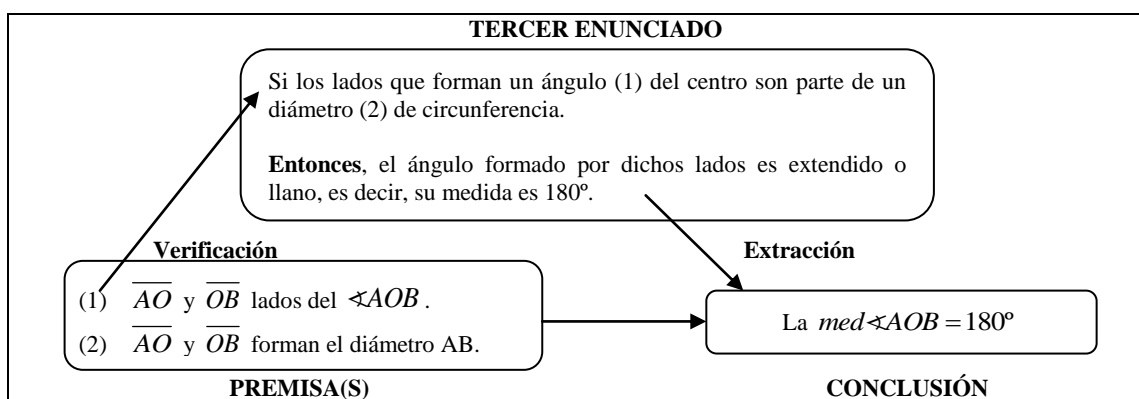 TERCER ENUNCIADO
Si los lados que forman un ángulo (1) del centro son parte de un
diámetro (2) de circunferencia.
Entonces, el ángulo formado por dichos lados es extendido o
llano, es decir, su medida es 180º.
Verificación
Extracción
(1) AO y OB lados del ∢AOB.
(2) AO y OB forman el diámetro AB.
La med∢AOB = 180º
PREMISA(S)
CONCLUSIÓN